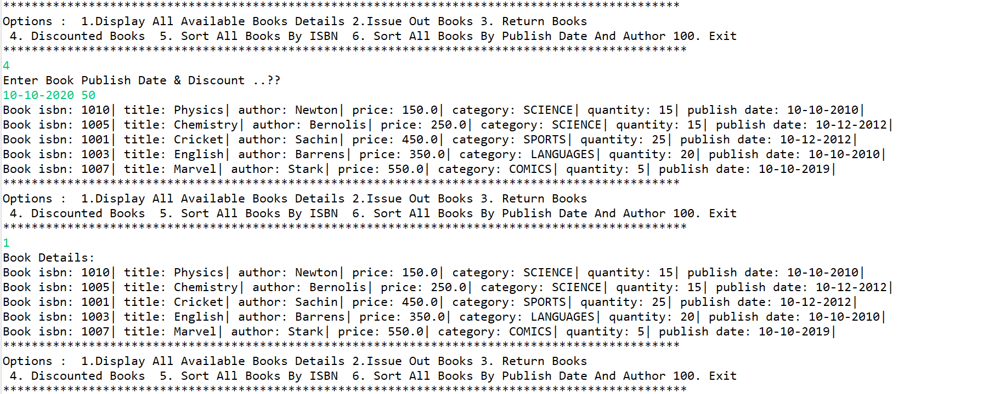 ***********************************************************************************************
Options :  1.Display All Available Books Details 2.Issue Out Books 3. Return Books
 4. Discounted Books  5. Sort All Books By ISBN  6. Sort All Books By Publish Date And Author 100. Exit
************************************************************************************************
4
Enter Book Publish Date & Discount ..??
10-10-2020 50
Book isbn: 1010| title: Physics| author: Newton| price: 150.0| category: SCIENCE| quantity: 15| publish date: 10-10-2010|
Book isbn: 1005| title: Chemistry| author: Bernolis| price: 250.0| category: SCIENCE| quantity: 15| publish date: 10-12-2012|
Book isbn: 1001| title: Cricket| author: Sachin| price: 450.0| category: SPORTS| quantity: 25| publish date: 10-12-2012|
Book isbn: 1003| title: English| author: Barrens| price: 350.0| category: LANGUAGES| quantity: 20| publish date: 10-10-2010|
Book isbn: 1007| title: Marvel| author: Stark| price: 550.0| category: COMICS| quantity: 5| publish date: 10-10-2019|
***********************************************************************************************
Options :  1.Display All Available Books Details 2.Issue Out Books 3. Return Books
 4. Discounted Books  5. Sort All Books By ISBN  6. Sort All Books By Publish Date And Author 100. Exit
************************************************************************************************
1
Book Details:
Book isbn: 1010| title: Physics| author: Newton| price: 150.0| category: SCIENCE| quantity: 15| publish date: 10-10-2010|
Book isbn: 1005| title: Chemistry| author: Bernolis| price: 250.0| category: SCIENCE| quantity: 15| publish date: 10-12-2012|
Book isbn: 1001| title: Cricket| author: Sachin| price: 450.0| category: SPORTS| quantity: 25| publish date: 10-12-2012|
Book isbn: 1003| title: English| author: Barrens| price: 350.0| category: LANGUAGES| quantity: 20| publish date: 10-10-2010|
Book isbn: 1007| title: Marvel| author: Stark| price: 550.0| category: COMICS| quantity: 5| publish date: 10-10-2019|
***********************************************************************************************
Options :  1.Display All Available Books Details 2.Issue Out Books 3. Return Books
 4. Discounted Books  5. Sort All Books By ISBN  6. Sort All Books By Publish Date And Author 100. Exit
************************************************************************************************